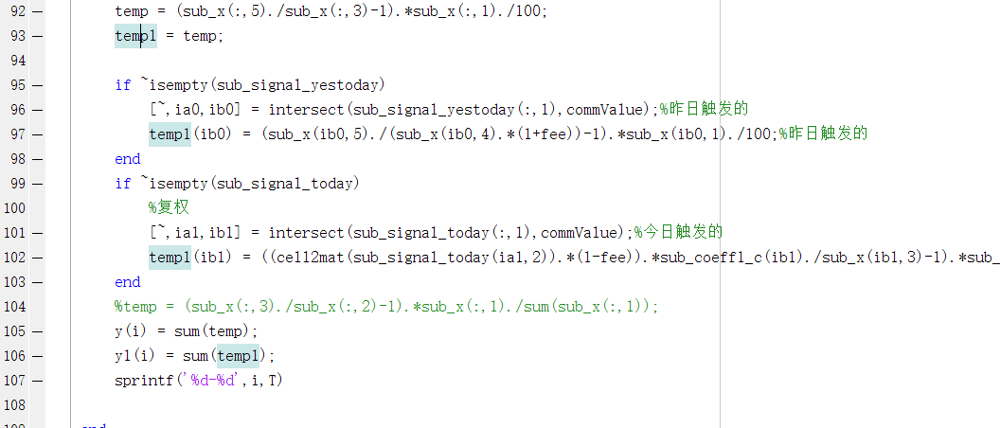 92 — temp = (sub_x(:,5)./sub_x(:,3)-1).*sub_x(:,1)./100;
93 — temp1 = temp;
94
95 — if ~isempty(sub_signal_yestoday)
96 — [~,ia0,ib0] = intersect(sub_signal_yestoday(:,1),commValue);%昨日触发的
97 — temp1(ib0) = (sub_x(ib0,5)./(sub_x(ib0,4).*(1+fee))-1).*sub_x(ib0,1)./100;%昨日触发的
98 — end
99 — if ~isempty(sub_signal_today)
100 %复权
101 — [~,ia1,ib1] = intersect(sub_signal_today(:,1),commValue);%今日触发的
102 — temp1(ib1) = ((cell2mat(sub_signal_today(ia1,2)).*(1-fee)).*sub_coeff1_c(ib1)./sub_x(ib1,3)-1).*sub_
103 — end
104 %temp = (sub_x(:,3)./sub_x(:,2)-1).*sub_x(:,1)./sum(sub_x(:,1));
105 — y(i) = sum(temp);
106 — y1(i) = sum(temp1);
107 — sprintf('%d-%d',i,T)
108